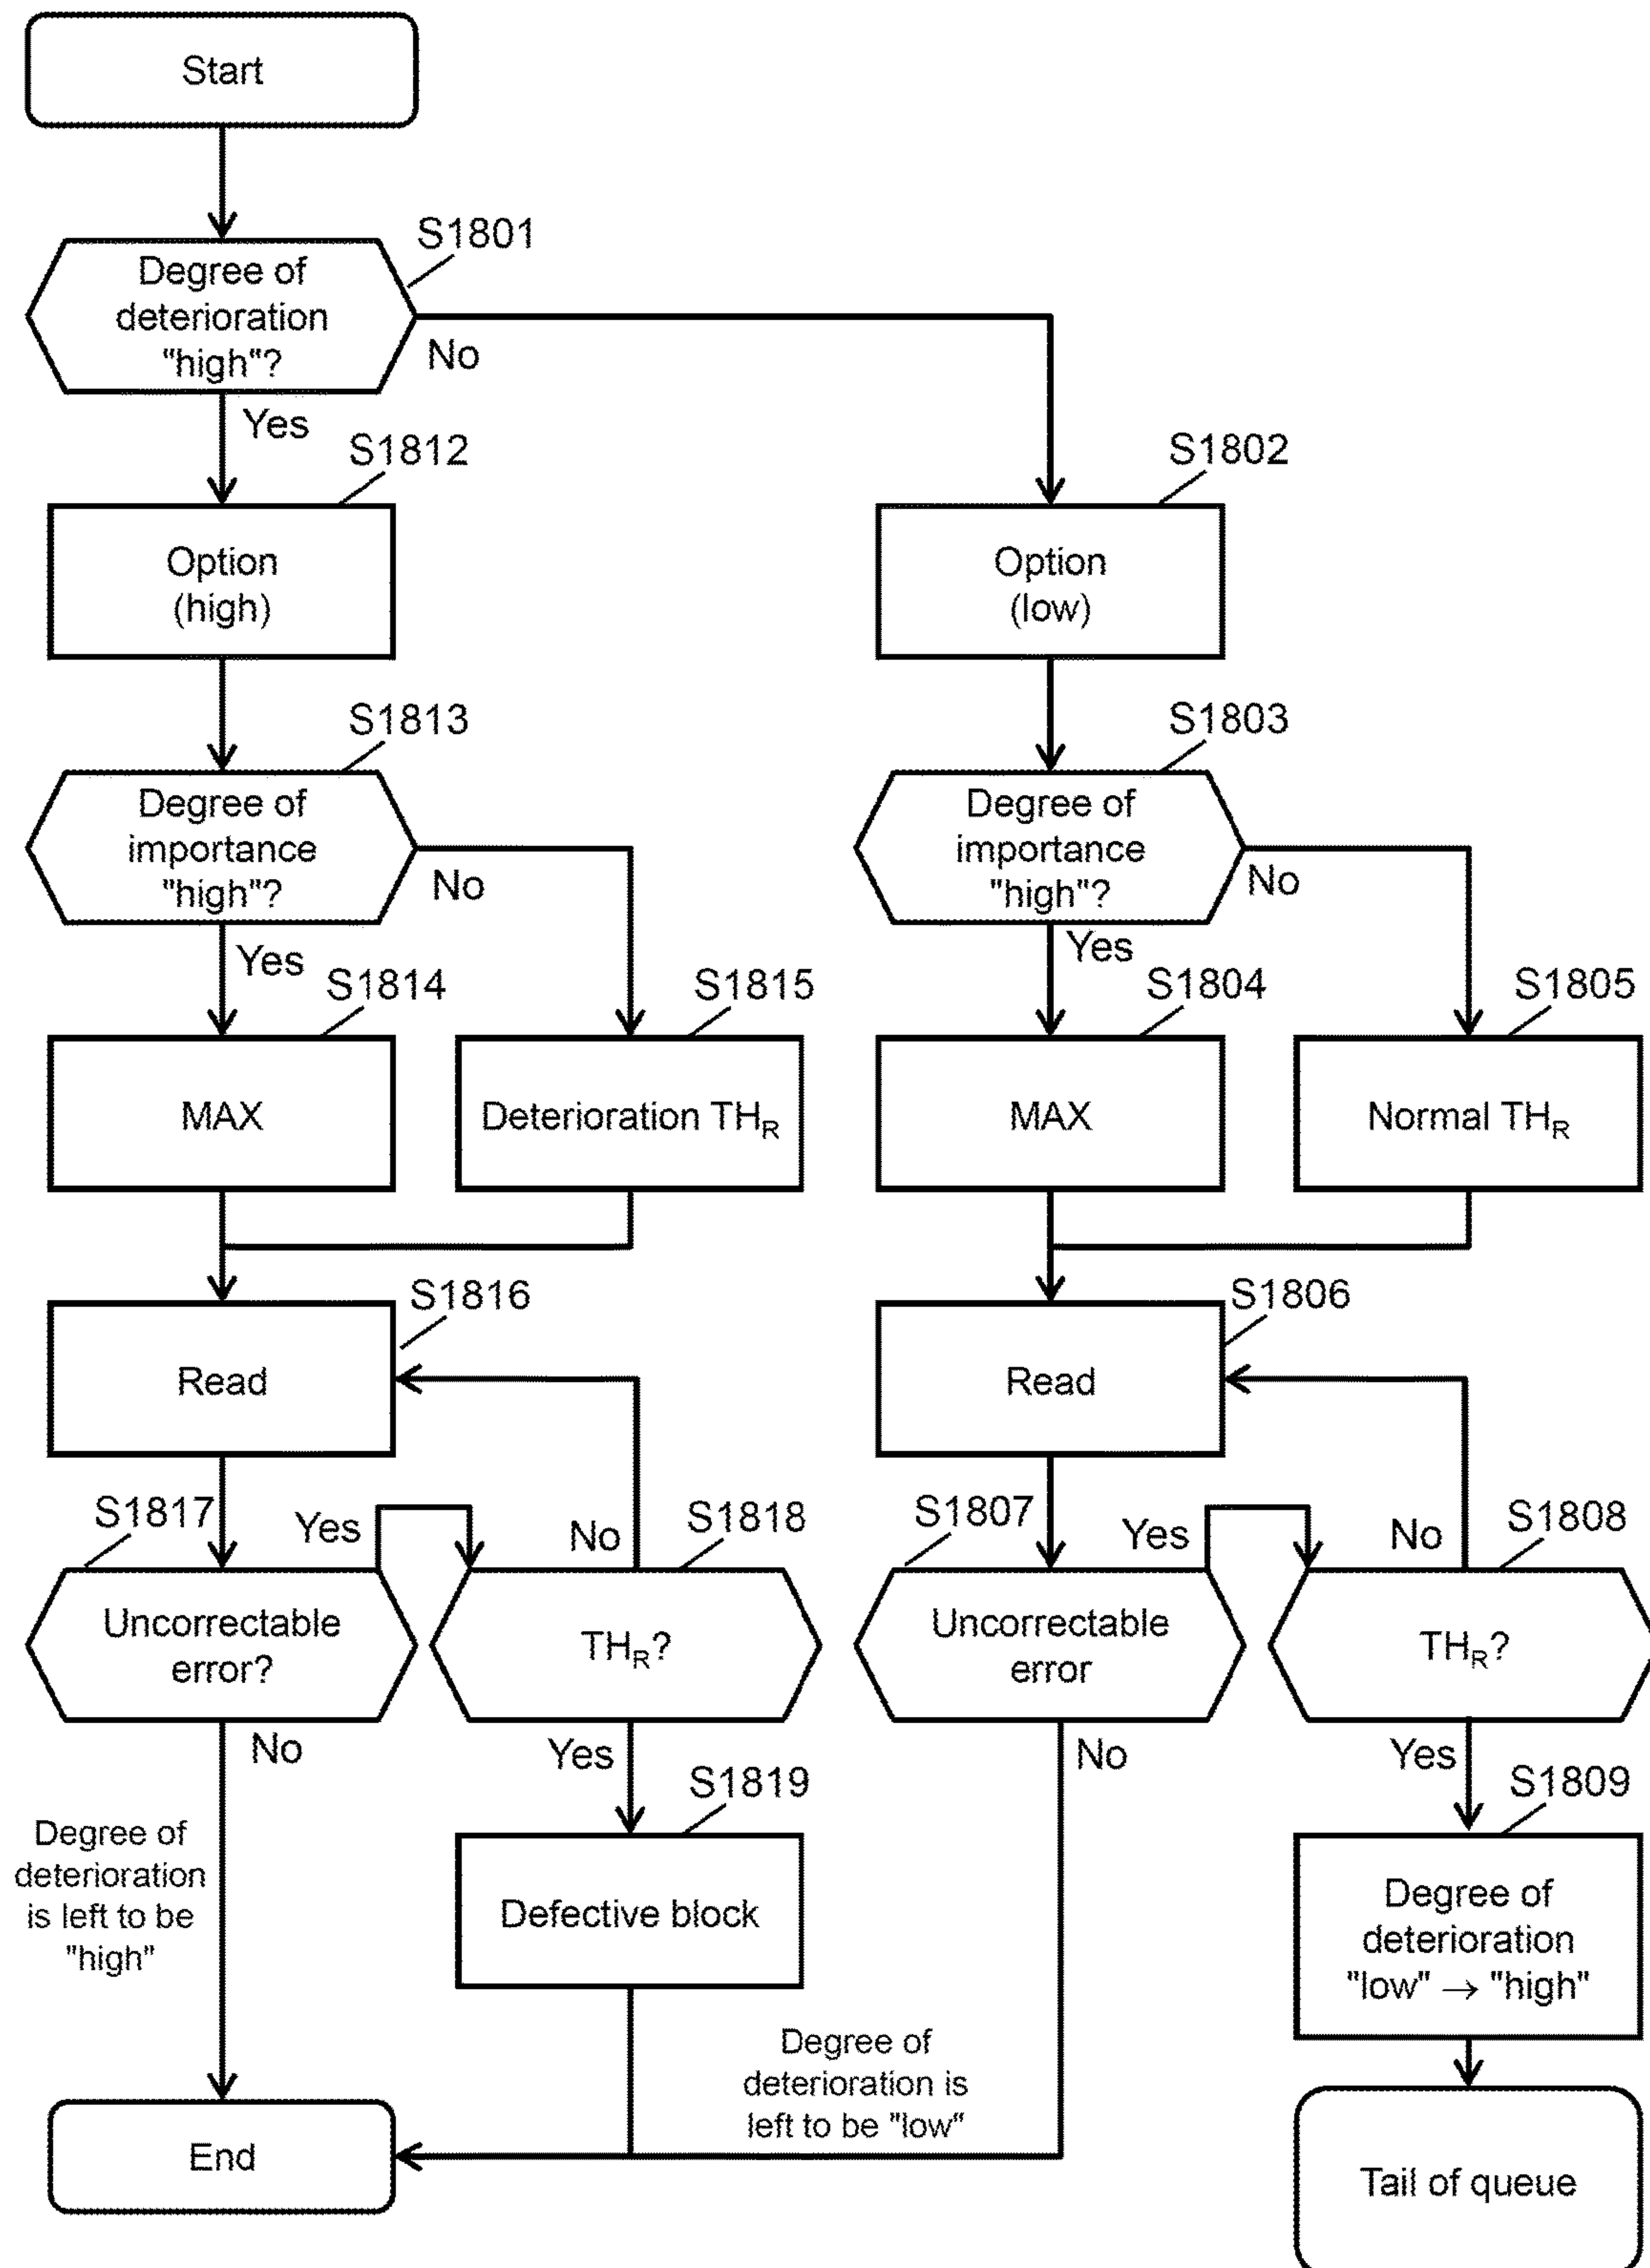 Start
S1801
Degree of
deterioration
"high"?
No
Yes
S1812
S1802
Option
(high)
Option
(low)
S1813
S1803
Degree of
importance
"high"?
No
Degree of
importance
"high"?
No
Yes
Yes
S1814
S1815
S1804
S1805
MAX
Deterioration THR
MAX
Normal THR
S1816
S1806
Read
Read
S1817
Yes
No
S1818
S1807
Yes
No
S1808
Uncorrectable
error?
THR?
Uncorrectable
error
THR?
No
Yes
No
Yes
S1819
S1809
Degree of
deterioration
is left to be
"high"
Defective block
Degree of
deterioration
"low" → "high"
Degree of
deterioration is
left to be "low"
End
Tail of queue